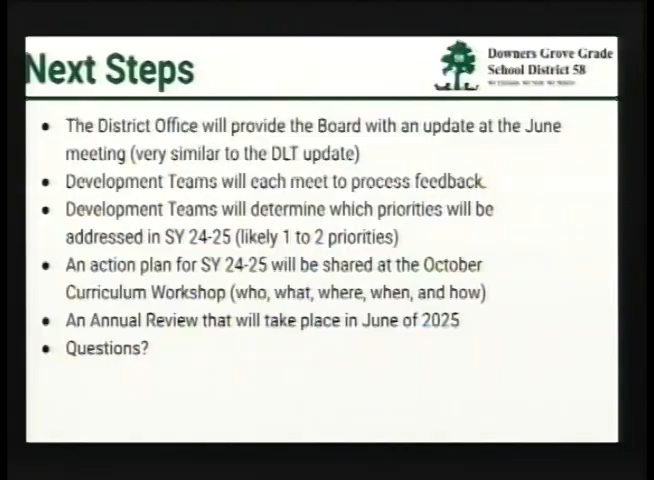 Next Steps
Downers Grove Grade
School District 58
The District Office will provide the Board with an update at the June
meeting (very similar to the DLT update)
Development Teams will each meet to process feedback.
Development Teams will determine which priorities will be
addressed in SY 24-25 (likely 1 to 2 priorities)
An action plan for SY 24-25 will be shared at the October
Curriculum Workshop (who, what, where, when, and how)
An Annual Review that will take place in June of 2025
Questions?